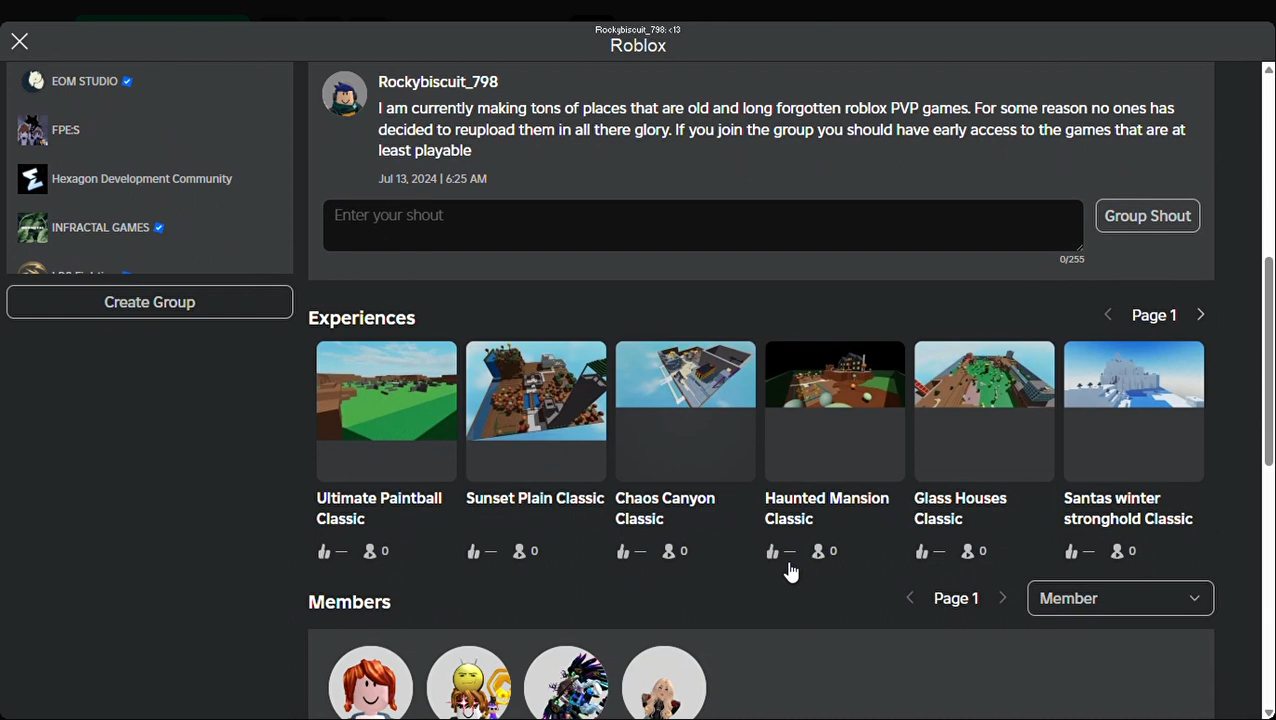 Rockybiscuit_798: <13
Roblox
EOM STUDIO
FPE:S
Hexagon Development Community
INFRACTAL GAMES
Create Group
Rockybiscuit_798
I am currently making tons of places that are old and long forgotten roblox PVP games. For some reason no ones has
decided to reupload them in all there glory. If you join the group you should have early access to the games that are at
least playable
Jul 13, 2024 | 6:25 AM
Enter your shout
Group Shout
0/255
Experiences
Page 1
Ultimate Paintball
Classic
— 0
Sunset Plain Classic
— 0
Chaos Canyon
Classic
— 0
Haunted Mansion
Classic
— 0
Glass Houses
Classic
— 0
Santas winter
stronghold Classic
— 0
Members
Page 1
Member